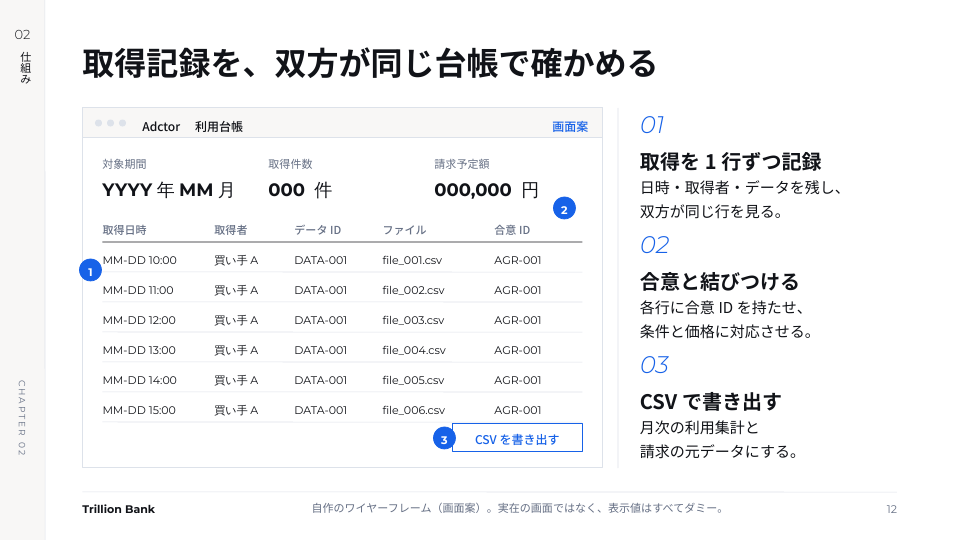 02
仕組み
CHAPTER 02
取得記録を、双方が同じ台帳で確かめる
Adctor 利用台帳 画面案
対象期間 取得件数 請求予定額
YYYY 年 MM 月 000 件 000,000 円
2
取得日時 取得者 データ ID ファイル 合意 ID
1
MM-DD 10:00 買い手 A DATA-001 file_001.csv AGR-001
MM-DD 11:00 買い手 A DATA-001 file_002.csv AGR-001
MM-DD 12:00 買い手 A DATA-001 file_003.csv AGR-001
MM-DD 13:00 買い手 A DATA-001 file_004.csv AGR-001
MM-DD 14:00 買い手 A DATA-001 file_005.csv AGR-001
MM-DD 15:00 買い手 A DATA-001 file_006.csv AGR-001
3 CSV を書き出す
01
取得を 1 行ずつ記録
日時・取得者・データを残し、
双方が同じ行を見る。
02
合意と結びつける
各行に合意 ID を持たせ、
条件と価格に対応させる。
03
CSV で書き出す
月次の利用集計と
請求の元データにする。
Trillion Bank 自作のワイヤーフレーム（画面案）。実在の画面ではなく、表示値はすべてダミー。 12